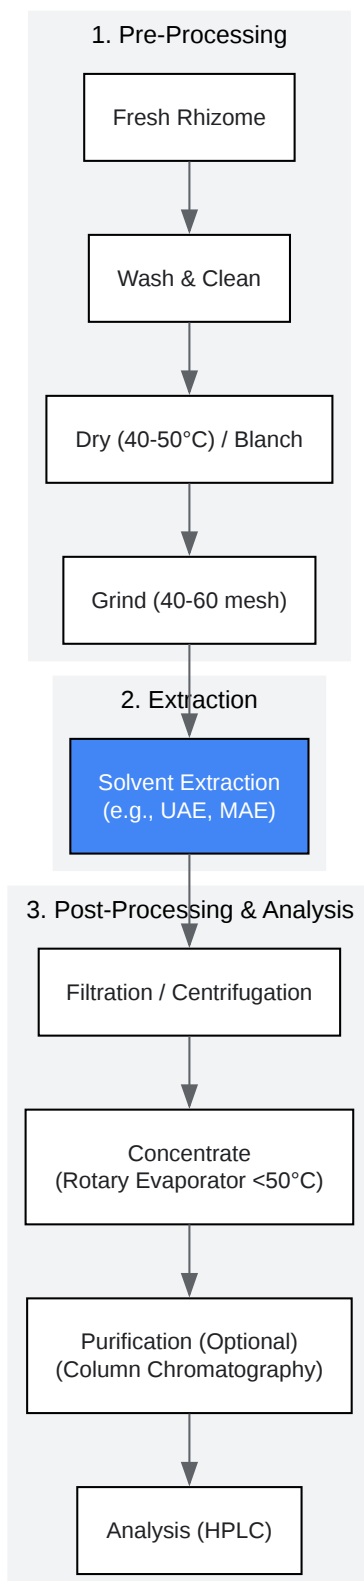 1. Pre-Processing
Fresh Rhizome
Wash & Clean
Dry (40-50°C) / Blanch
Grind (40-60 mesh)
2. Extraction
Solvent Extraction
(e.g., UAE, MAE)
3. Post-Processing & Analysis
Filtration / Centrifugation
Concentrate
(Rotary Evaporator <50°C)
Purification (Optional)
(Column Chromatography)
Analysis (HPLC)